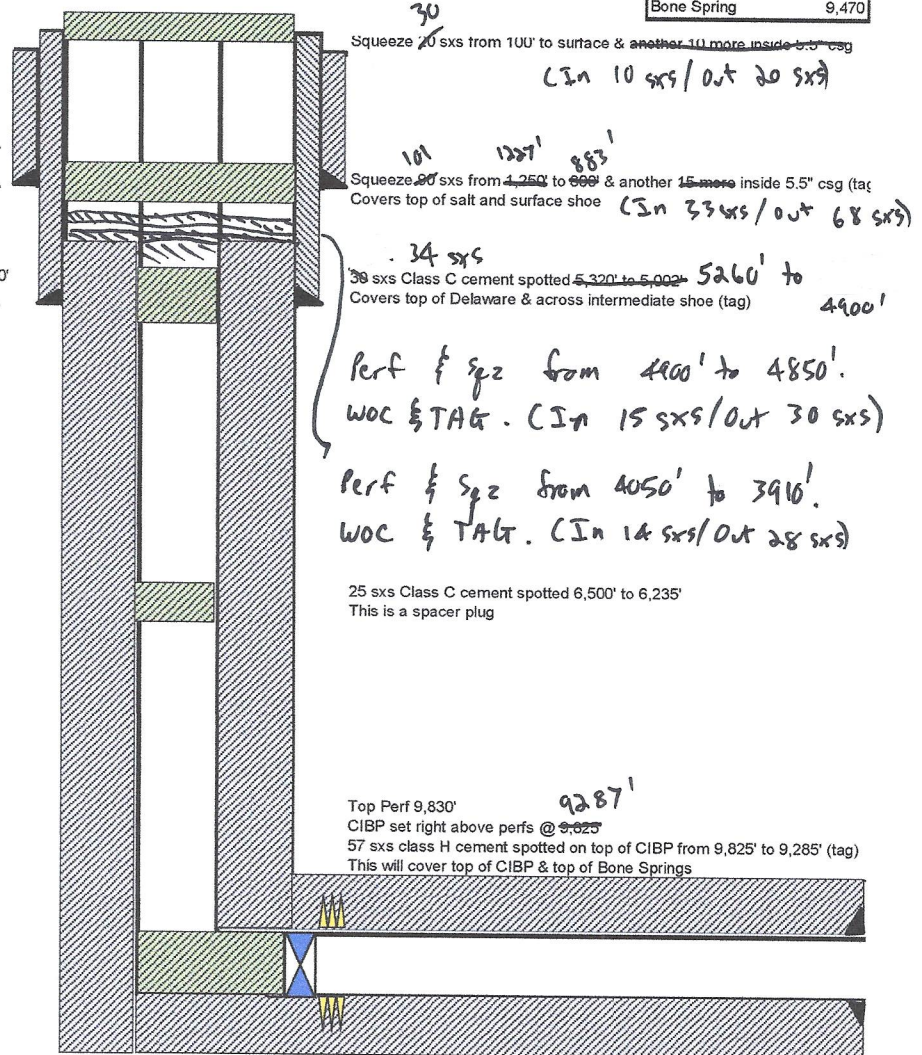 Bone Spring 9,470
30
Squeeze 20 sxs from 100' to surface & another 10 more inside 5.5" csg
(In 10 sxs/Out 20 sxs)
101 1227' 883'
Squeeze 90 sxs from 1,250' to 800' & another 15 more inside 5.5" csg (tag
Covers top of salt and surface shoe (In 33 sxs/out 68 sxs)
34 sxs
30 sxs Class C cement spotted 5,320' to 5,002' 5260' to
Covers top of Delaware & across intermediate shoe (tag) 4900'
0'
Perf & Sqz from 4900' to 4850'.
WOC & TAG. (In 15 sxs/Out 30 sxs)
Perf & Sqz from 4050' to 3910'.
WOC & TAG. (In 14 sxs/Out 28 sxs)
25 sxs Class C cement spotted 6,500' to 6,235'
This is a spacer plug
Top Perf 9,830' 9287'
CIBP set right above perfs @ 9,825'
57 sxs class H cement spotted on top of CIBP from 9,825' to 9,285' (tag)
This will cover top of CIBP & top of Bone Springs